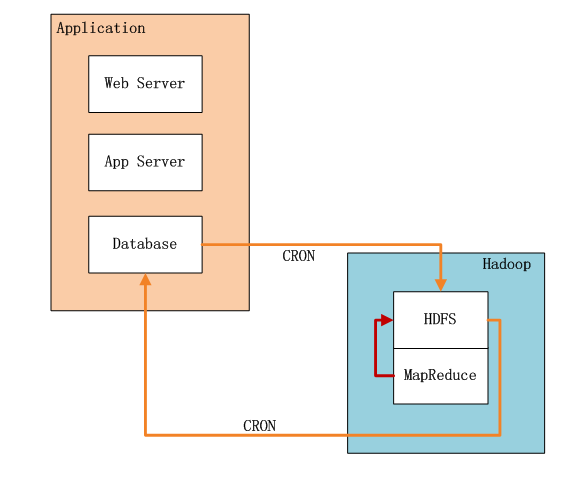 Application
Web Server
App Server
Database
CRON
Hadoop
HDFS
MapReduce
CRON